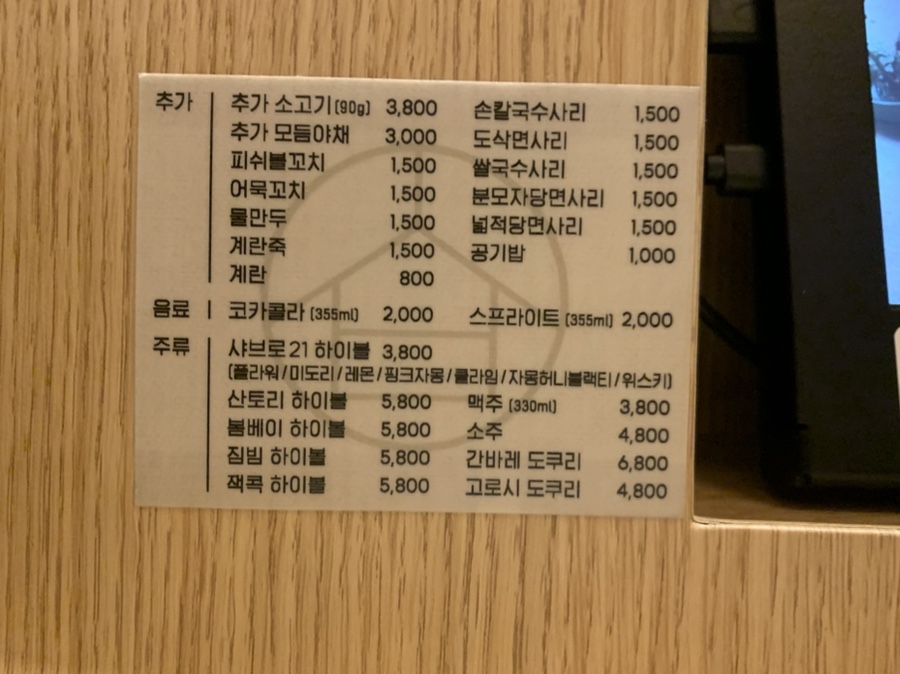 추가
추가 소고기 (90g) 3,800 손칼국수사리 1,500
추가 모듬야채 3,000 도삭면사리 1,500
피쉬볼꼬치 1,500 쌀국수사리 1,500
어묵꼬치 1,500 분모자당면사리 1,500
물만두 1,500 넓적당면사리 1,500
계란죽 1,500 공기밥 1,000
계란 800
음료
코카콜라 (355ml) 2,000 스프라이트 (355ml) 2,000
주류
샤브로21 하이볼 3,800
(플라워/미도리/레몬/핑크자몽/쿨라임/자몽허니블랙티/위스키)
산토리 하이볼 5,800 맥주 (330ml) 3,800
봄베이 하이볼 5,800 소주 4,800
짐빔 하이볼 5,800 간바레 도쿠리 6,800
잭콕 하이볼 5,800 고로시 도쿠리 4,800